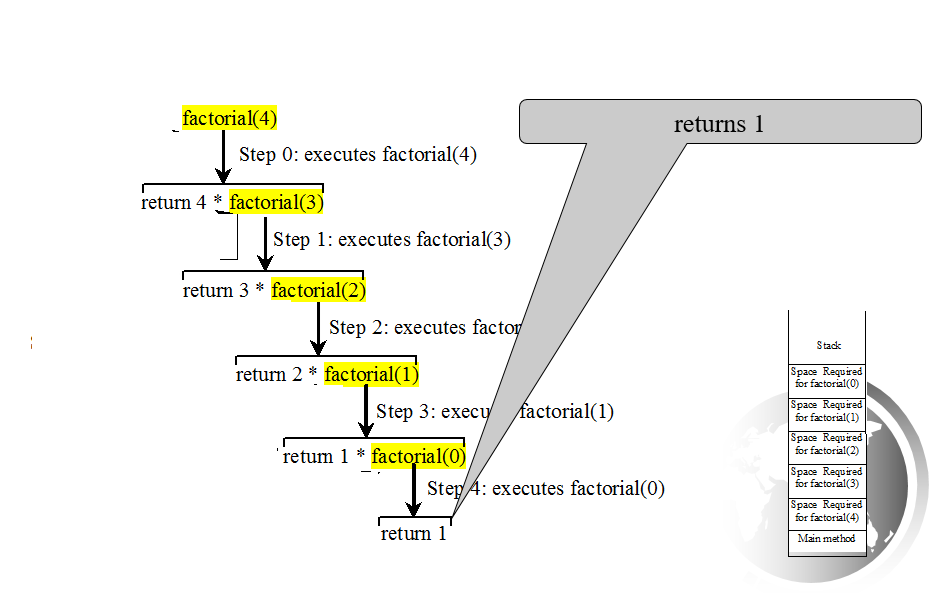 factorial(4)
returns 1
Step 0: executes factorial(4)
return 4 * factorial(3)
Step 1: executes factorial(3)
return 3 * factorial(2)
Step 2: executes factor
return 2 * factorial(1)
Step 3: execu factorial(1)
return 1 * factorial(0)
Step 4: executes factorial(0)
return 1
Stack
Space Required
for factorial(0)
Space Required
for factorial(1)
Space Required
for factorial(2)
Space Required
for factorial(3)
Space Required
for factorial(4)
Main method